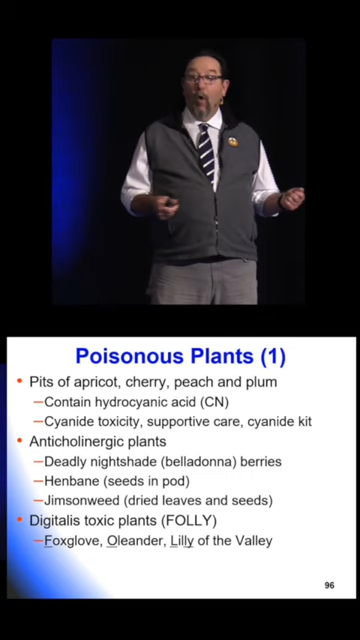 Poisonous Plants (1)
• Pits of apricot, cherry, peach and plum
–Contain hydrocyanic acid (CN)
–Cyanide toxicity, supportive care, cyanide kit
• Anticholinergic plants
–Deadly nightshade (belladonna) berries
–Henbane (seeds in pod)
–Jimsonweed (dried leaves and seeds)
• Digitalis toxic plants (FOLLY)
–Foxglove, Oleander, Lilly of the Valley
96